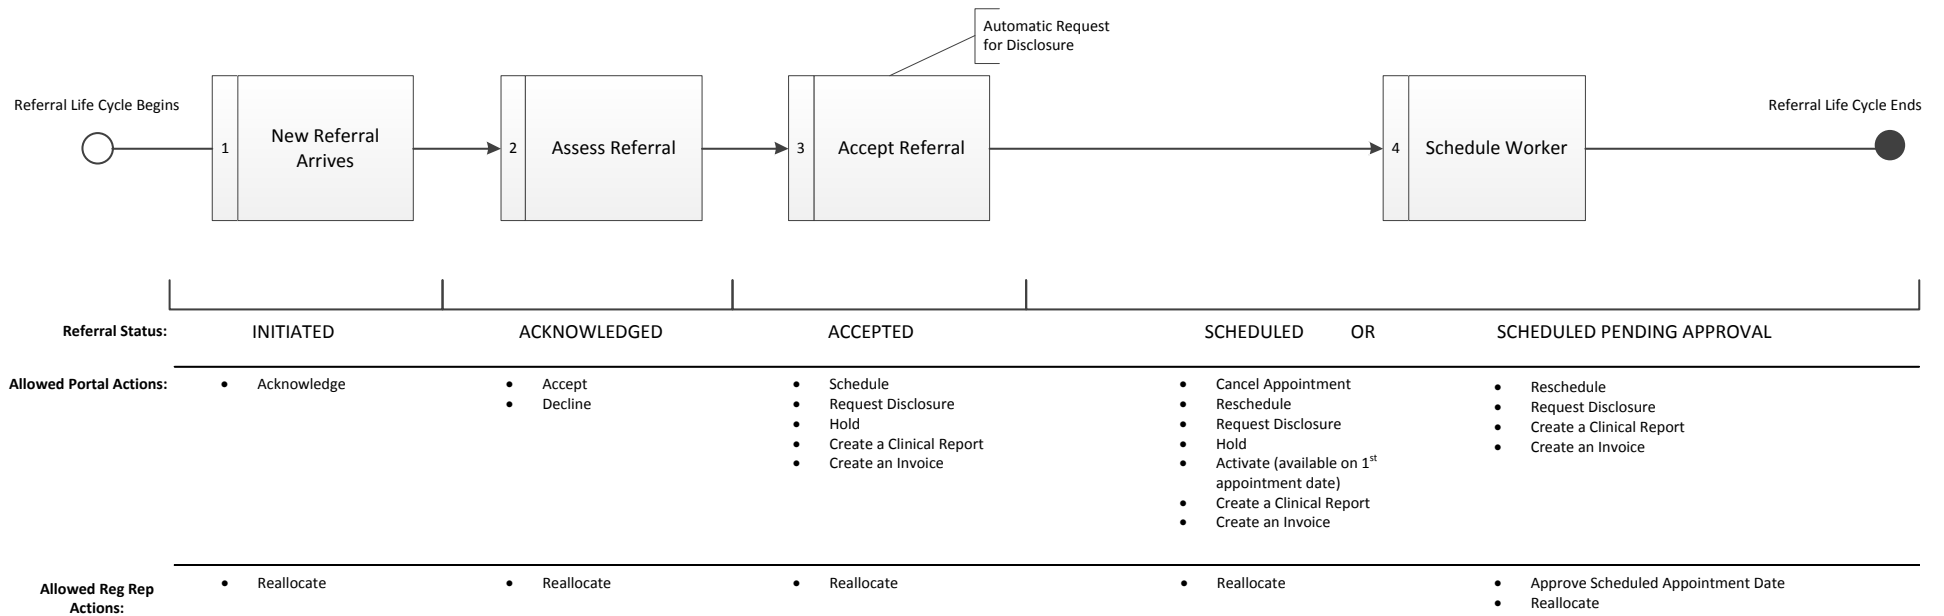 Automatic Request
for Disclosure
Referral Life Cycle Begins
Referral Life Cycle Ends
1
New Referral
Arrives
2
Assess Referral
3
Accept Referral
4
Schedule Worker
Referral Status:
INITIATED
ACKNOWLEDGED
ACCEPTED
SCHEDULED OR SCHEDULED PENDING APPROVAL
Allowed Portal Actions:
• Acknowledge
• Accept
• Decline
• Schedule
• Request Disclosure
• Hold
• Create a Clinical Report
• Create an Invoice
• Cancel Appointment
• Reschedule
• Request Disclosure
• Hold
• Activate (available on 1st
appointment date)
• Create a Clinical Report
• Create an Invoice
• Reschedule
• Request Disclosure
• Create a Clinical Report
• Create an Invoice
Allowed Reg Rep
Actions:
• Reallocate
• Reallocate
• Reallocate
• Reallocate
• Approve Scheduled Appointment Date
• Reallocate